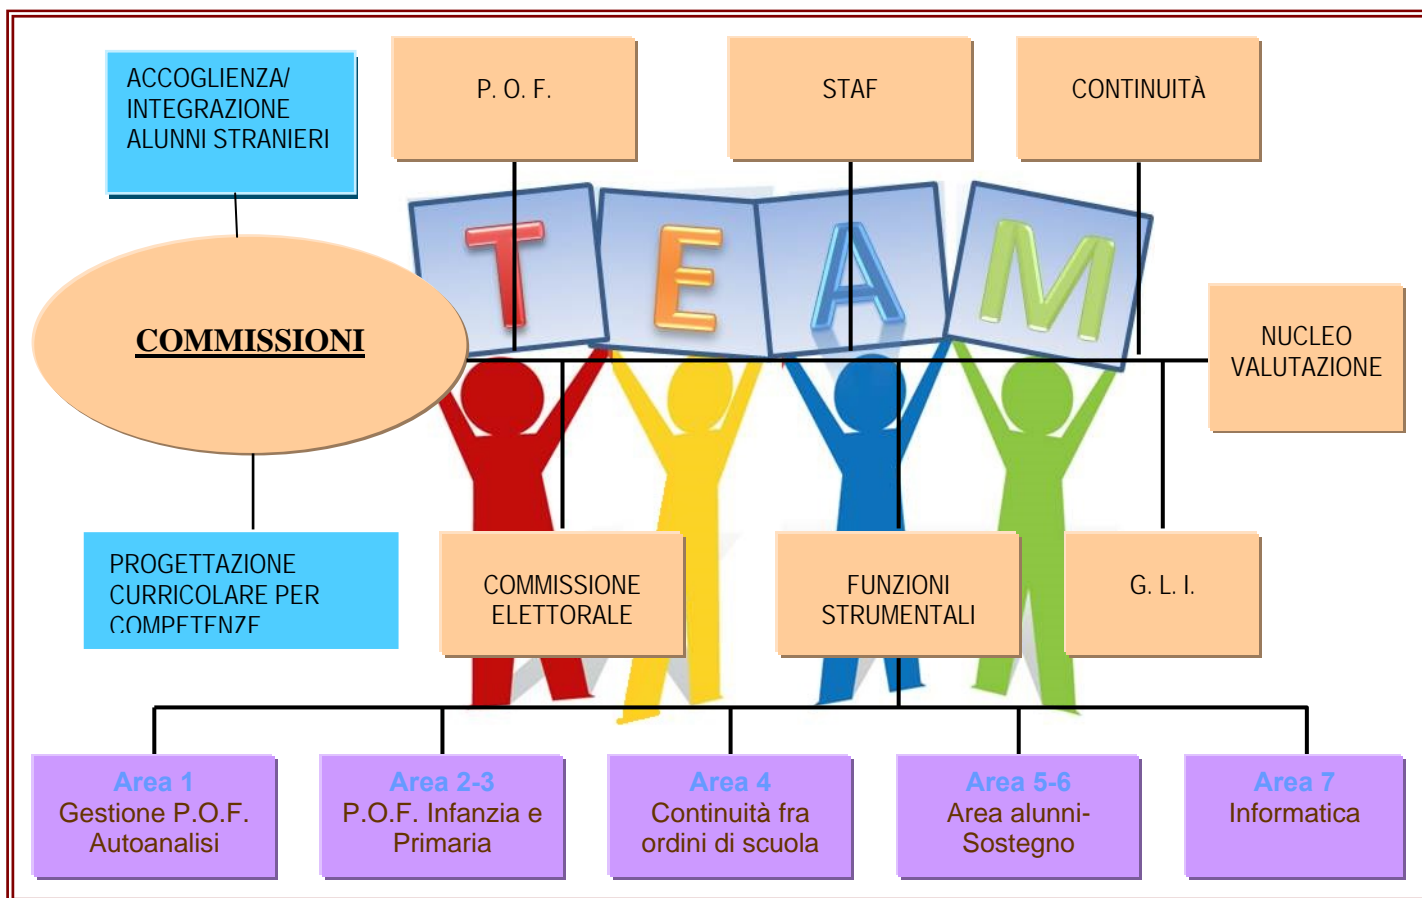 ACCOGLIENZA/
INTEGRAZIONE
ALUNNI STRANIERI
P. O. F.
STAF
CONTINUITÀ
T E A M
COMMISSIONI
NUCLEO
VALUTAZIONE
PROGETTAZIONE
CURRICOLARE PER
COMPETENZE
COMMISSIONE
ELETTORALE
FUNZIONI
STRUMENTALI
G. L. I.
Area 1
Gestione P.O.F.
Autoanalisi
Area 2-3
P.O.F. Infanzia e
Primaria
Area 4
Continuità fra
ordini di scuola
Area 5-6
Area alunni-
Sostegno
Area 7
Informatica